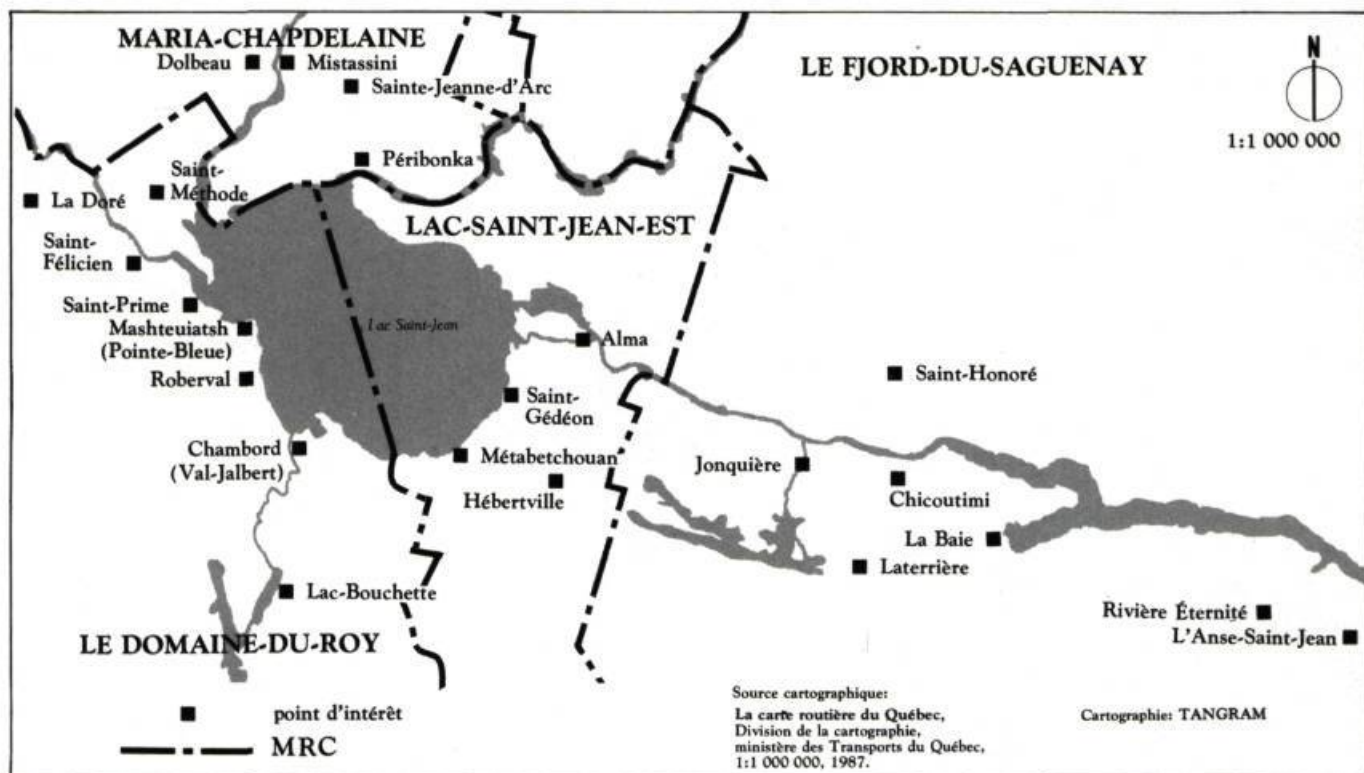 MARIA-CHAPDELAINE
Dolbeau
Mistassini
Sainte-Jeanne-d'Arc
LE FJORD-DU-SAGUENAY
N
1:1 000 000
Péribonka
Saint-
Méthode
La Doré
LAC-SAINT-JEAN-EST
Saint-
Félicien
Saint-Prime
Mashteuiatsh
(Pointe-Bleue)
Lac Saint-Jean
Alma
Roberval
Saint-Honoré
Saint-
Gédéon
Chambord
(Val-Jalbert)
Métabetchouan
Hébertville
Jonquière
Chicoutimi
La Baie
Laterrière
Lac-Bouchette
Rivière Éternité
L'Anse-Saint-Jean
LE DOMAINE-DU-ROY
point d'intérêt
MRC
Source cartographique:
La carte routière du Québec,
Division de la cartographie,
ministère des Transports du Québec,
1:1 000 000, 1987.
Cartographie: TANGRAM